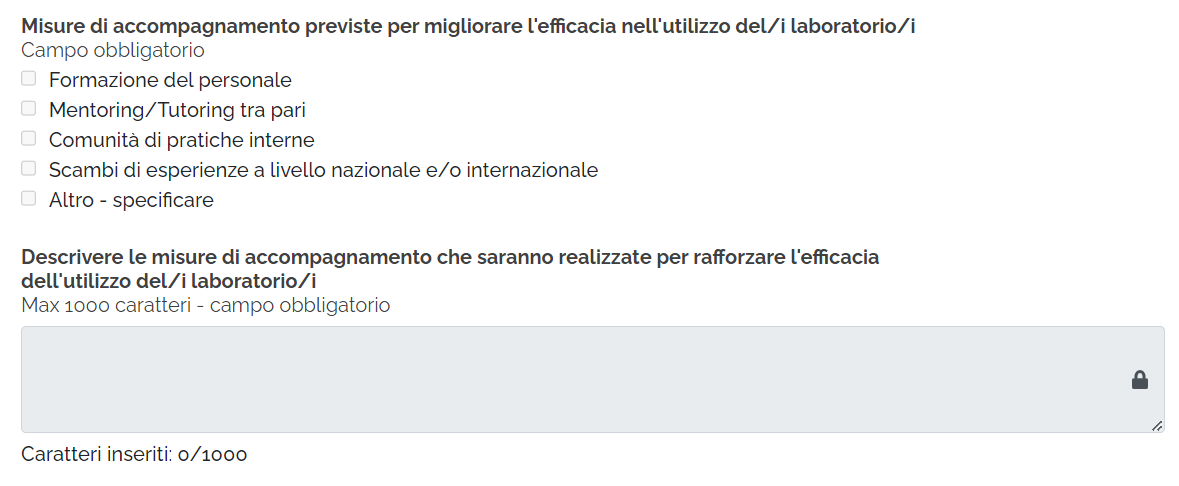 Misure di accompagnamento previste per migliorare l'efficacia nell'utilizzo del/i laboratorio/i
Campo obbligatorio
Formazione del personale
Mentoring/Tutoring tra pari
Comunità di pratiche interne
Scambi di esperienze a livello nazionale e/o internazionale
Altro - specificare
Descrivere le misure di accompagnamento che saranno realizzate per rafforzare l'efficacia
dell'utilizzo del/i laboratorio/i
Max 1000 caratteri - campo obbligatorio
Caratteri inseriti: 0/1000